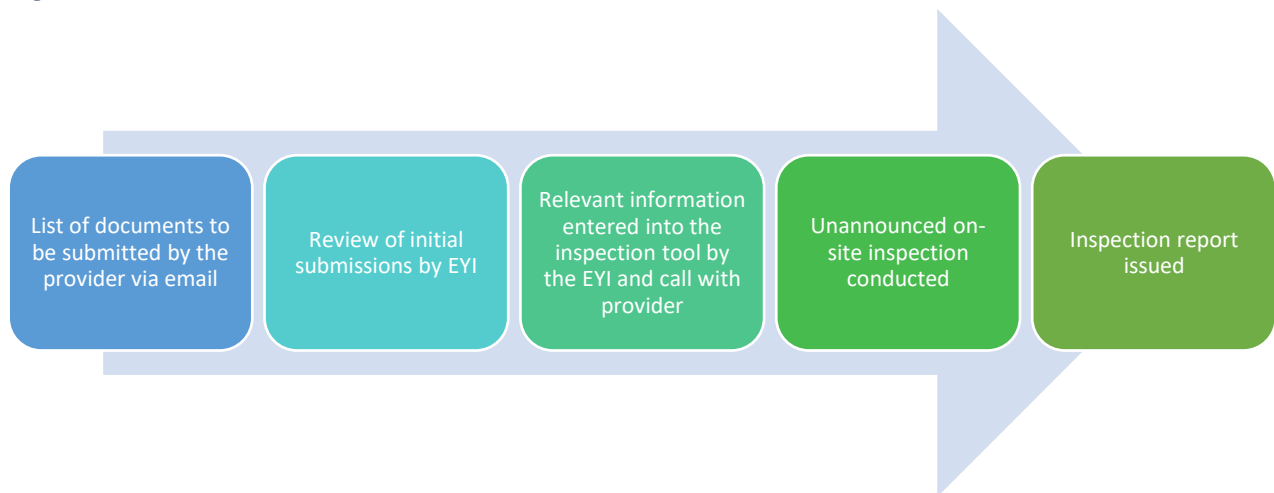 List of documents to
be submitted by the
provider via email
Review of initial
submissions by EYI
Relevant information
entered into the
inspection tool by
the EYI and call with
provider
Unannounced on-
site inspection
conducted
Inspection report
issued